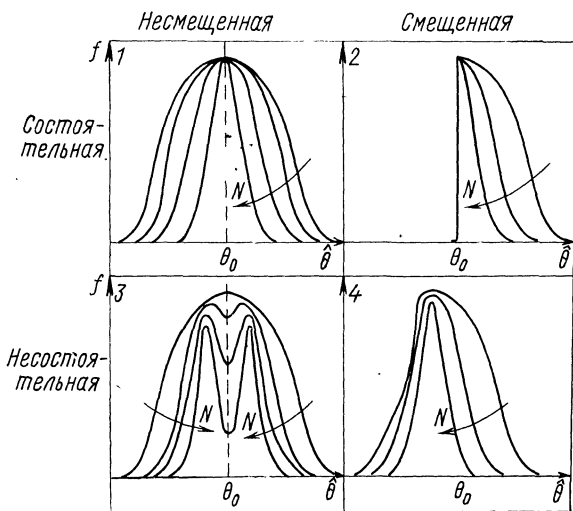 Несмещенная
Смещенная
Состоя-
тельная
f
1
N
θ₀
θ̂
2
N
θ₀
θ̂
Несостоя-
тельная
f
3
N
N
θ₀
θ̂
4
N
θ₀
θ̂